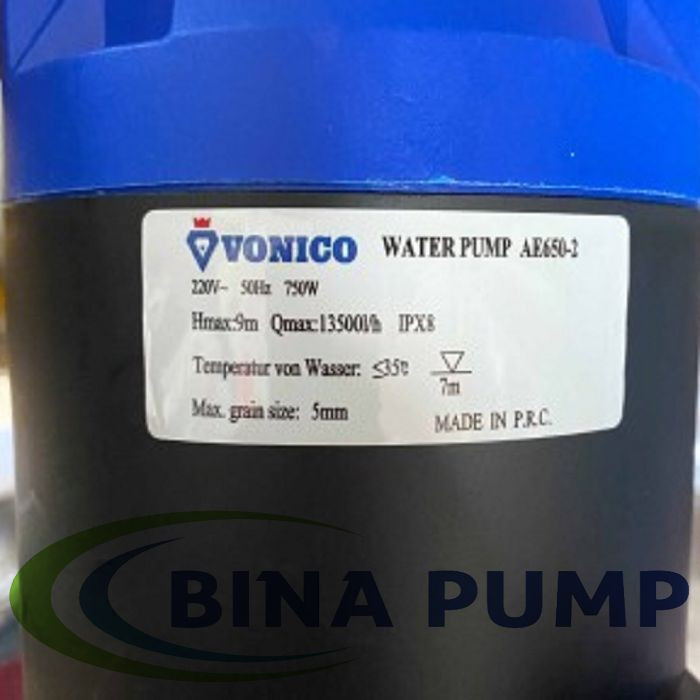 VONICO WATER PUMP AE650-2
220V~ 50Hz 750W
Hmax:9m Qmax:13500l/h IPX8
Temperatur von Wasser: ≤35℃
7m
Max. grain size: 5mm
MADE IN P.R.C.
BINA PUMP